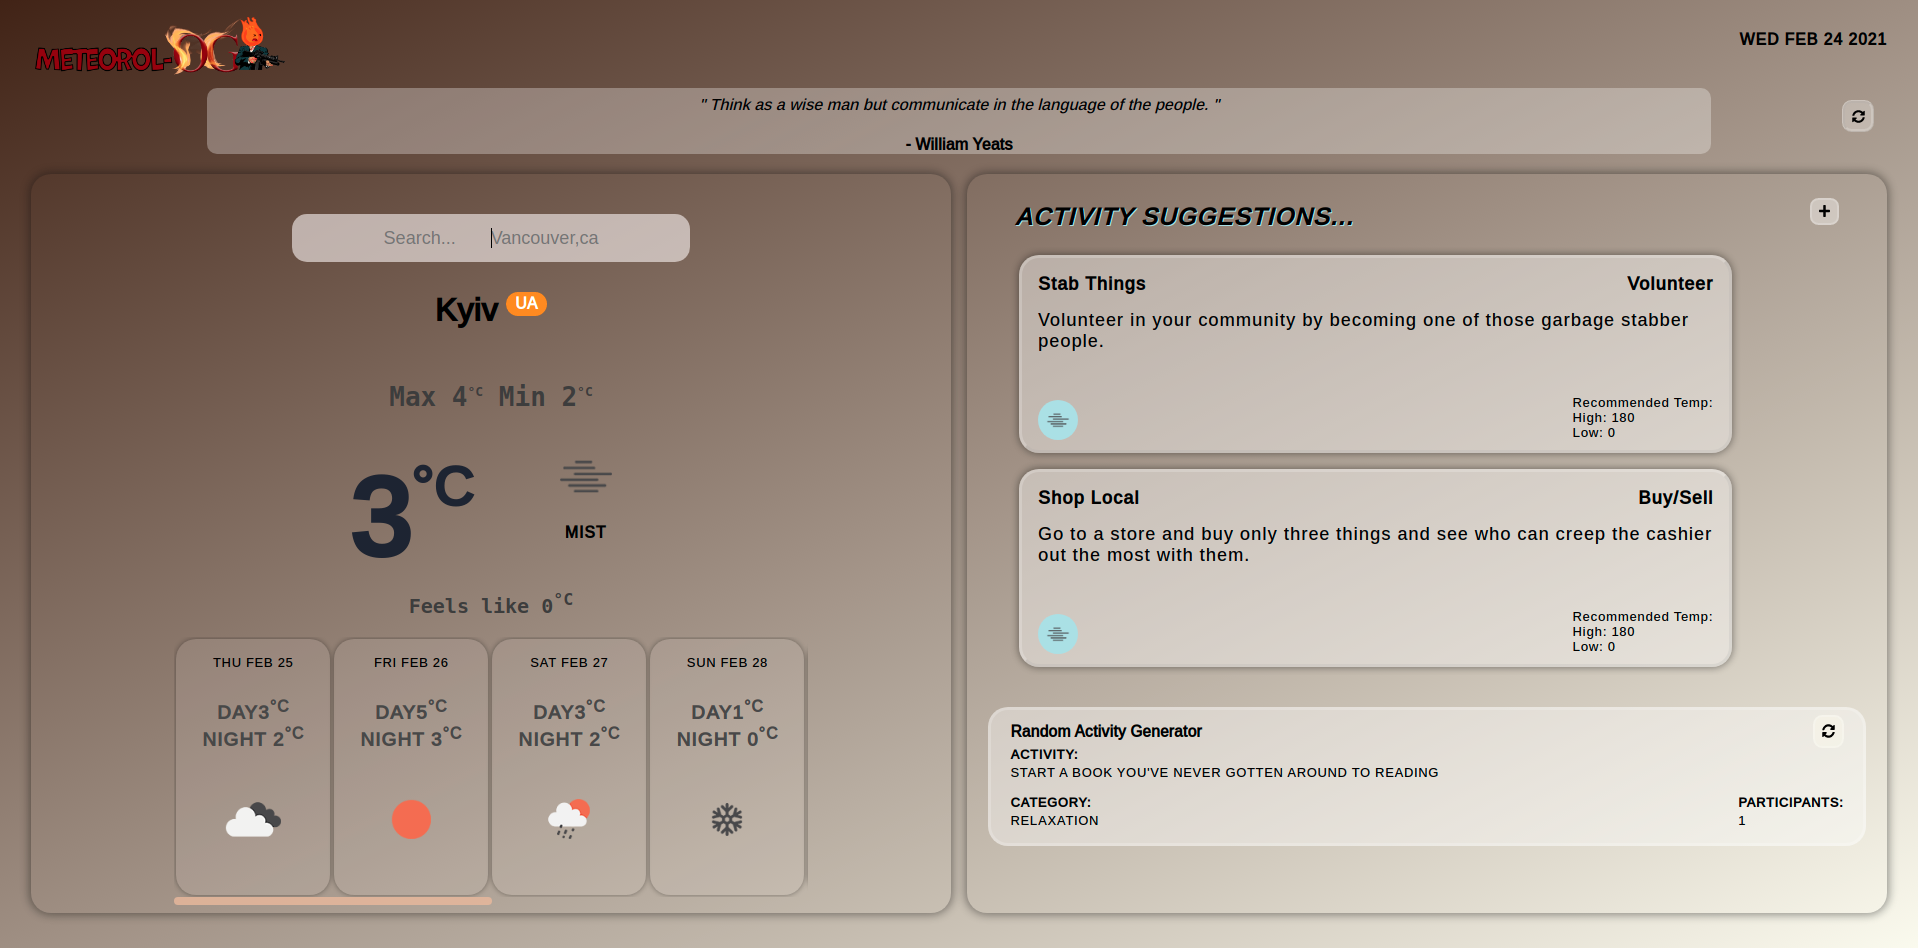 METEOROL-DG
WED FEB 24 2021
" Think as a wise man but communicate in the language of the people. "
- William Yeats
Search... Vancouver,ca
Kyiv UA
Max 4°C Min 2°C
3°C
MIST
Feels like 0°C
THU FEB 25
DAY3°C
NIGHT 2°C
FRI FEB 26
DAY5°C
NIGHT 3°C
SAT FEB 27
DAY3°C
NIGHT 2°C
SUN FEB 28
DAY1°C
NIGHT 0°C
ACTIVITY SUGGESTIONS...
+
Stab Things Volunteer
Volunteer in your community by becoming one of those garbage stabber
people.
Recommended Temp:
High: 180
Low: 0
Shop Local Buy/Sell
Go to a store and buy only three things and see who can creep the cashier
out the most with them.
Recommended Temp:
High: 180
Low: 0
Random Activity Generator
ACTIVITY:
START A BOOK YOU'VE NEVER GOTTEN AROUND TO READING
CATEGORY:
RELAXATION
PARTICIPANTS:
1